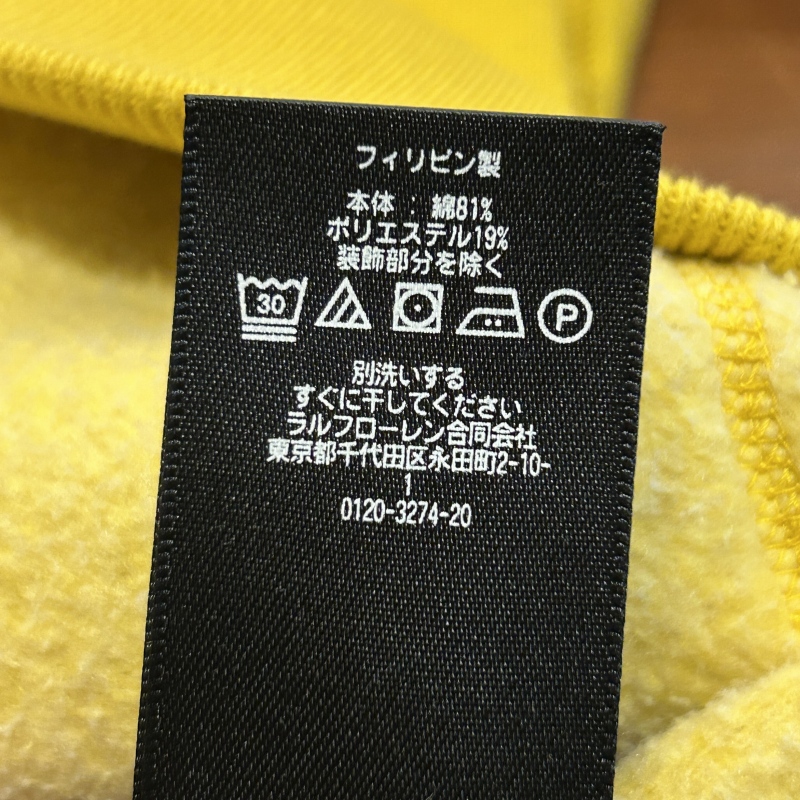 フィリピン製
本体 : 綿81%
ポリエステル19%
装飾部分を除く
30
P
別洗いする
すぐに干してください
ラルフローレン合同会社
東京都千代田区永田町2-10-
1
0120-3274-20